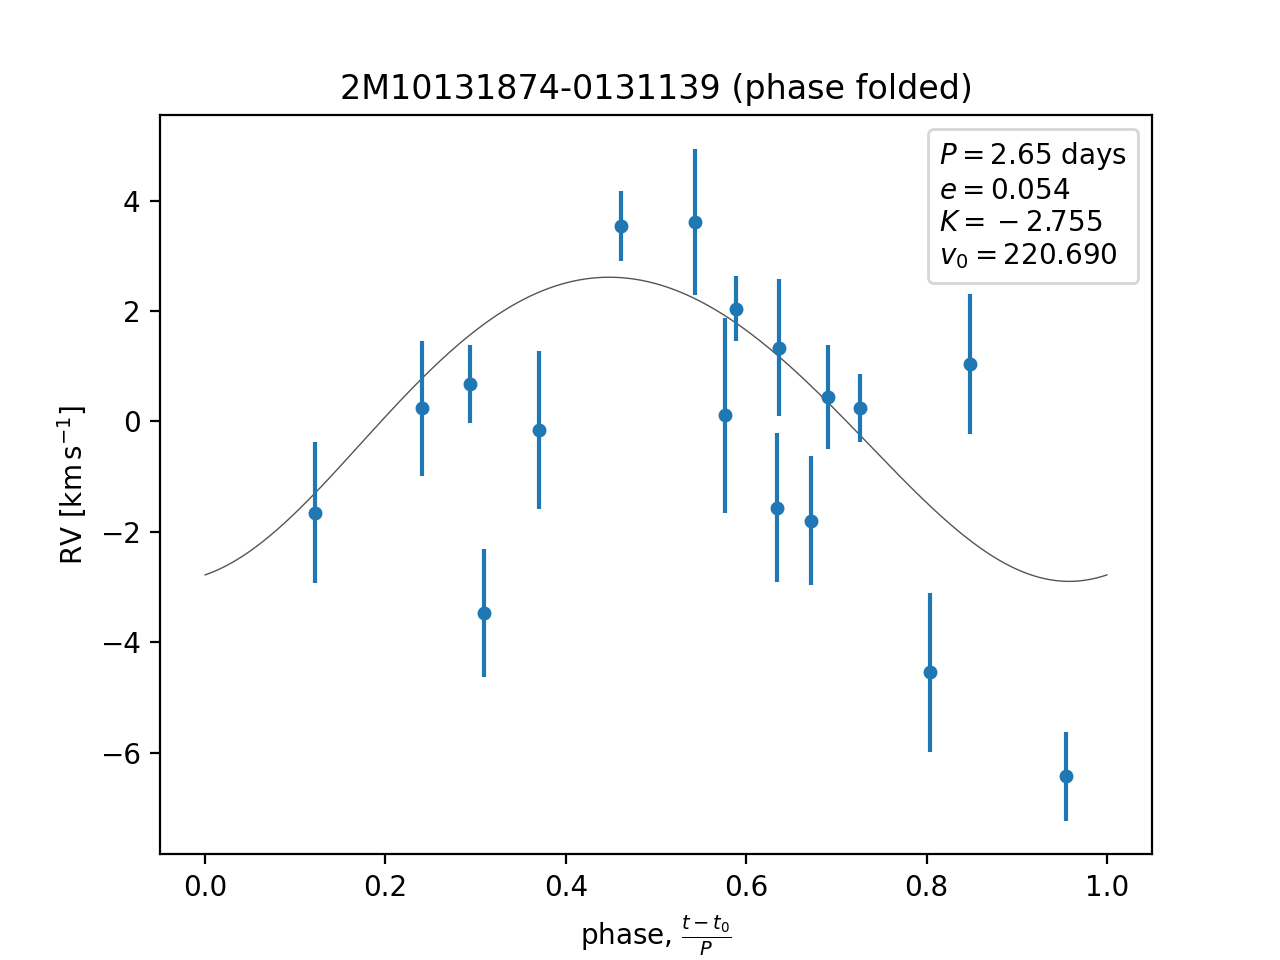 2M10131874-0131139 (phase folded)
P = 2.65 days
e = 0.054
K = −2.755
v₀ = 220.690
4
2
0
−2
−4
−6
RV [km s⁻¹]
0.0 0.2 0.4 0.6 0.8 1.0
phase, (t − t₀)/P